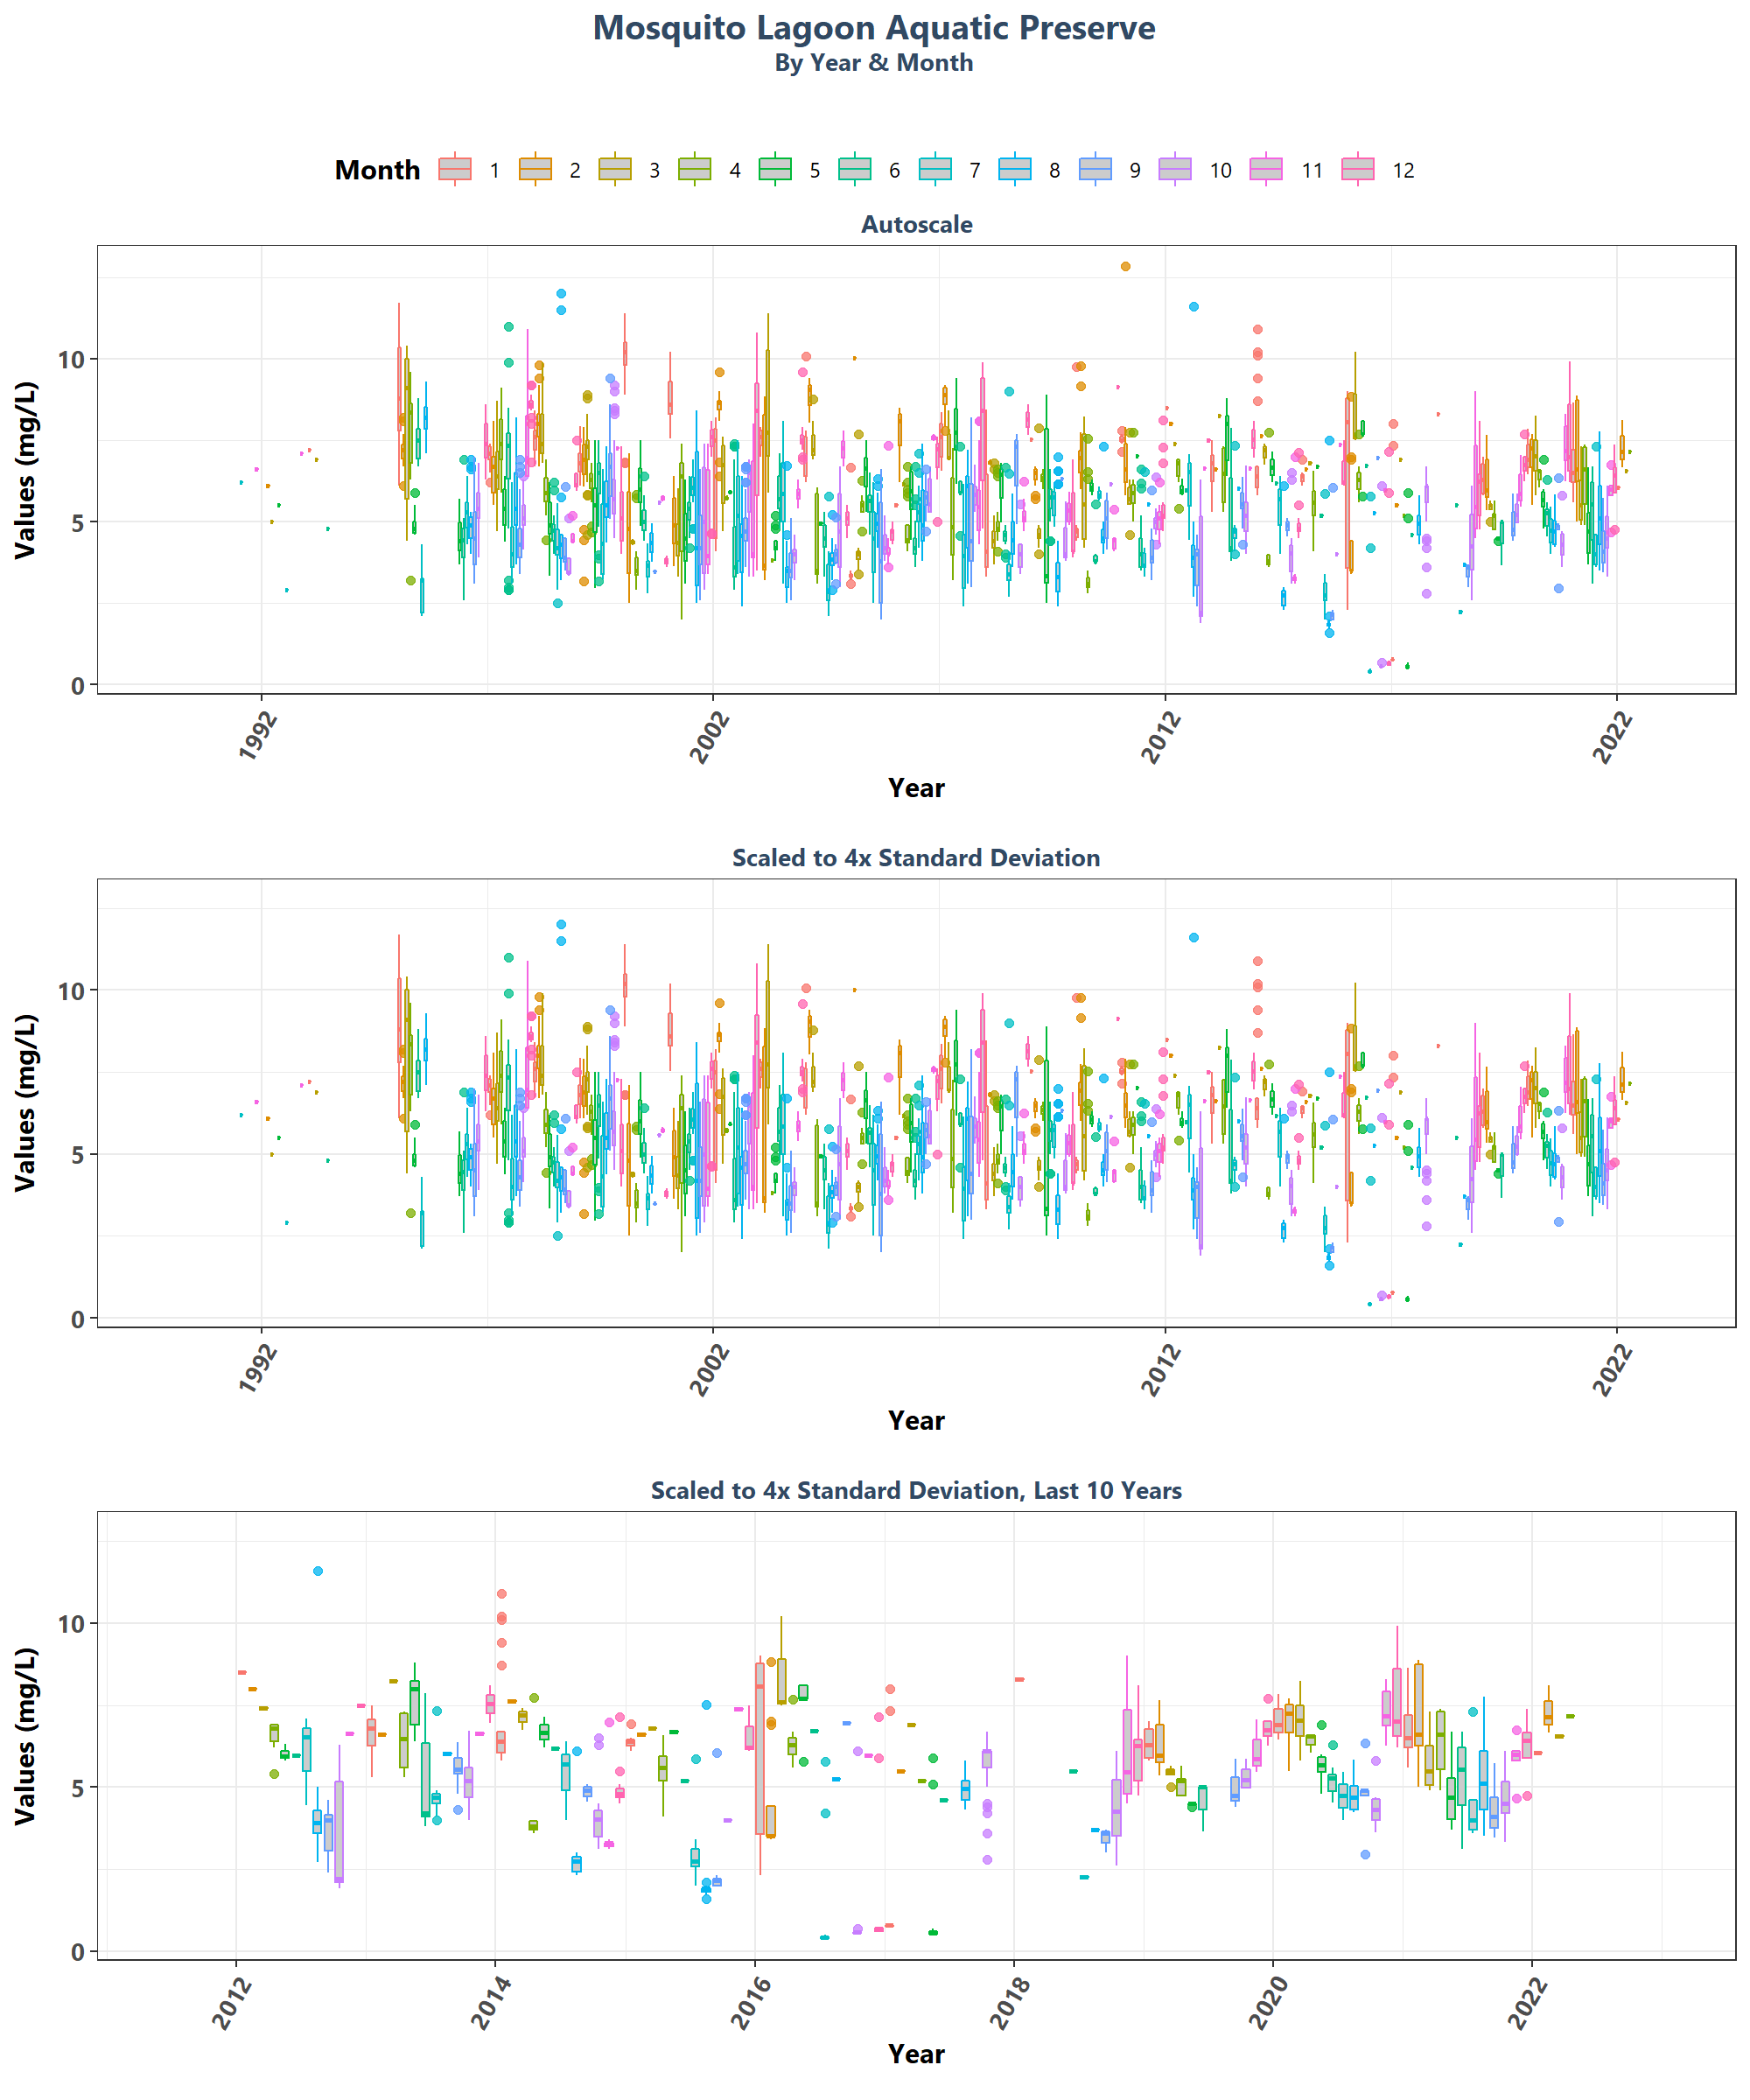 Mosquito Lagoon Aquatic Preserve
By Year & Month
Month 1 2 3 4 5 6 7 8 9 10 11 12
Autoscale
Values (mg/L)
10
5
0
1992 2002 2012 2022
Year
Scaled to 4x Standard Deviation
Values (mg/L)
10
5
0
1992 2002 2012 2022
Year
Scaled to 4x Standard Deviation, Last 10 Years
Values (mg/L)
10
5
0
2012 2014 2016 2018 2020 2022
Year